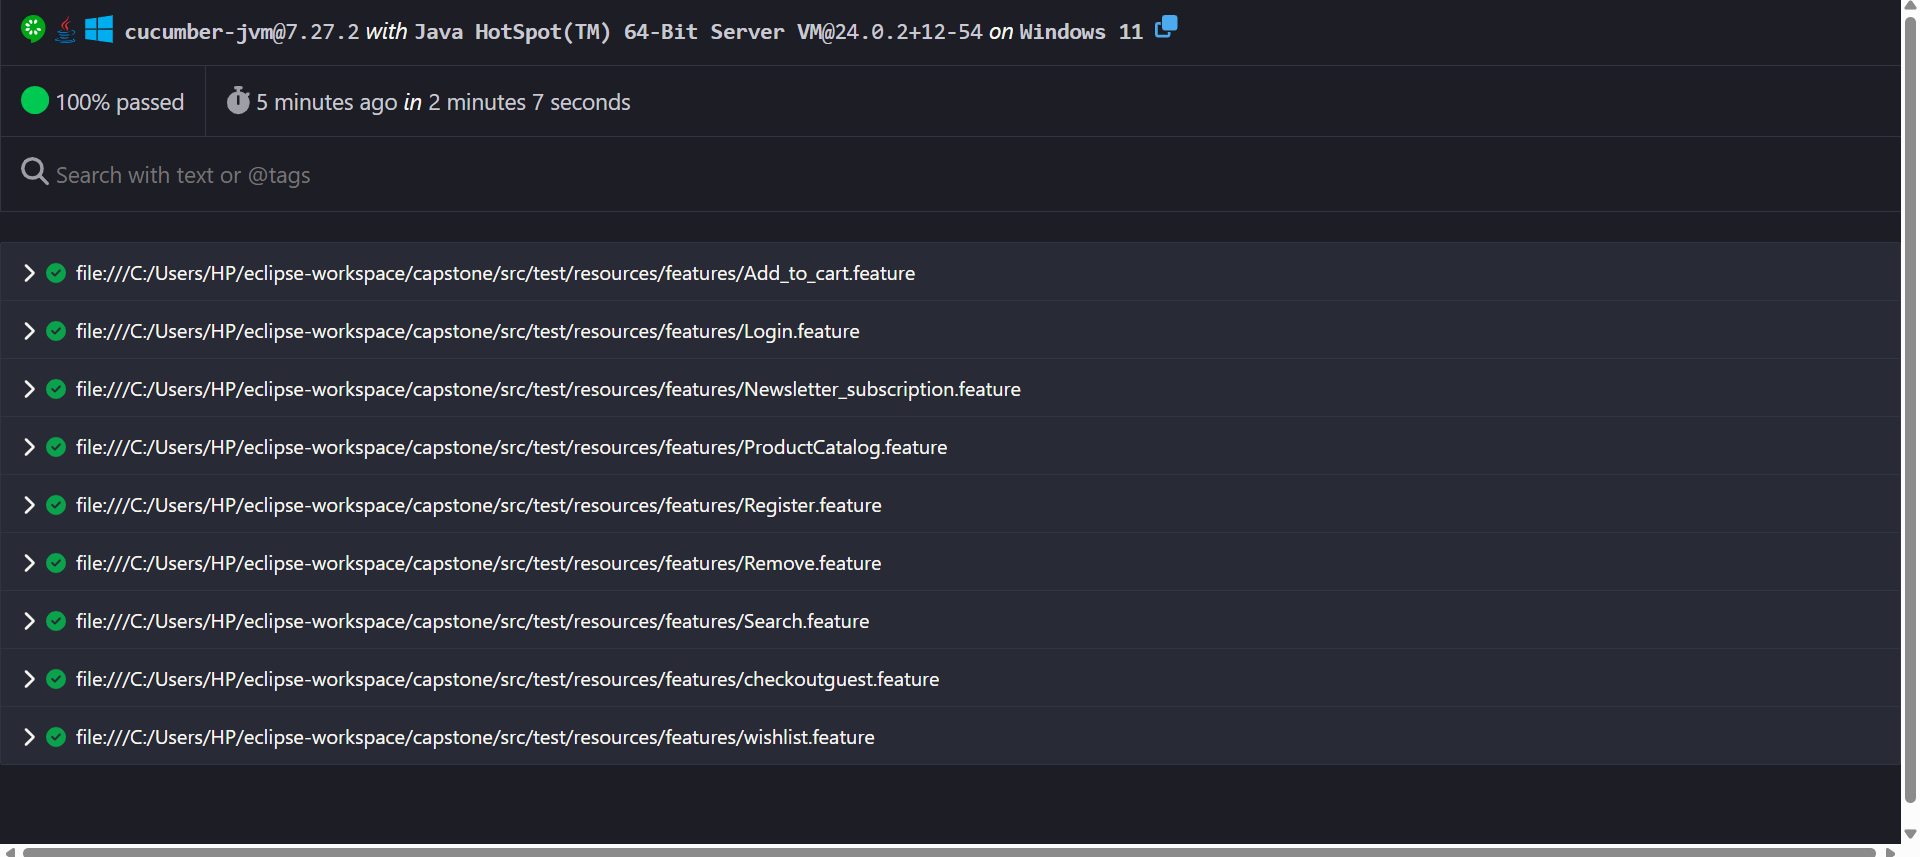 cucumber-jvm@7.27.2 with Java HotSpot(TM) 64-Bit Server VM@24.0.2+12-54 on Windows 11
100% passed
5 minutes ago in 2 minutes 7 seconds
Search with text or @tags
file:///C:/Users/HP/eclipse-workspace/capstone/src/test/resources/features/Add_to_cart.feature
file:///C:/Users/HP/eclipse-workspace/capstone/src/test/resources/features/Login.feature
file:///C:/Users/HP/eclipse-workspace/capstone/src/test/resources/features/Newsletter_subscription.feature
file:///C:/Users/HP/eclipse-workspace/capstone/src/test/resources/features/ProductCatalog.feature
file:///C:/Users/HP/eclipse-workspace/capstone/src/test/resources/features/Register.feature
file:///C:/Users/HP/eclipse-workspace/capstone/src/test/resources/features/Remove.feature
file:///C:/Users/HP/eclipse-workspace/capstone/src/test/resources/features/Search.feature
file:///C:/Users/HP/eclipse-workspace/capstone/src/test/resources/features/checkoutguest.feature
file:///C:/Users/HP/eclipse-workspace/capstone/src/test/resources/features/wishlist.feature